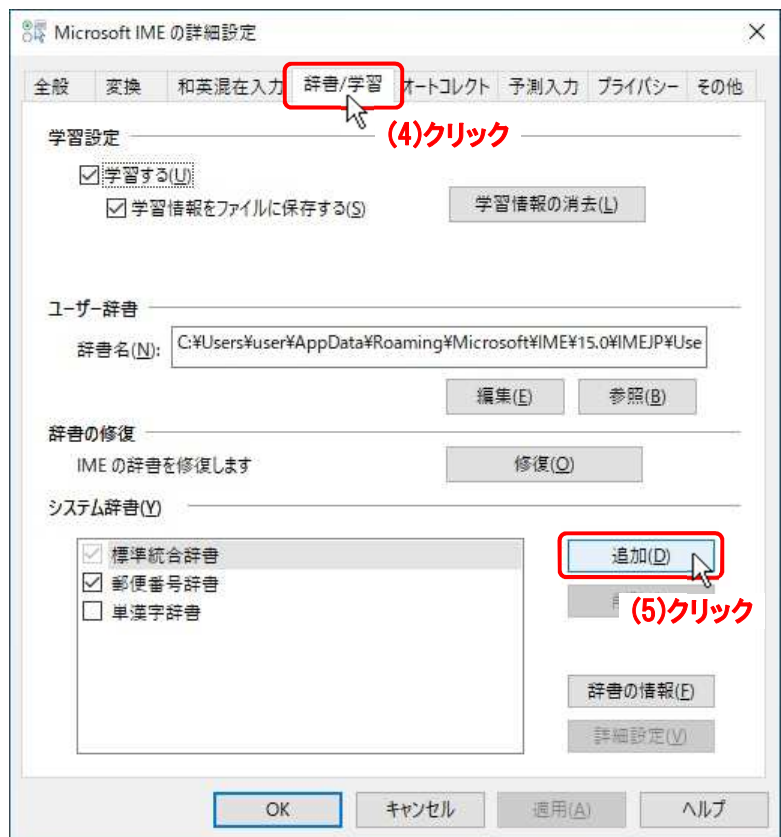 Microsoft IME の詳細設定
全般 変換 和英混在入力 辞書/学習 オートコレクト 予測入力 プライバシー その他
(4)クリック
学習設定
学習する(U)
学習情報をファイルに保存する(S) 学習情報の消去(L)
ユーザー辞書
辞書名(N): C:¥Users¥user¥AppData¥Roaming¥Microsoft¥IME¥15.0¥IMEJP¥Use
編集(E) 参照(B)
辞書の修復
IME の辞書を修復します 修復(O)
システム辞書(Y)
標準統合辞書 追加(D)
郵便番号辞書
単漢字辞書 (5)クリック
辞書の情報(F)
詳細設定(V)
OK キャンセル 適用(A) ヘルプ